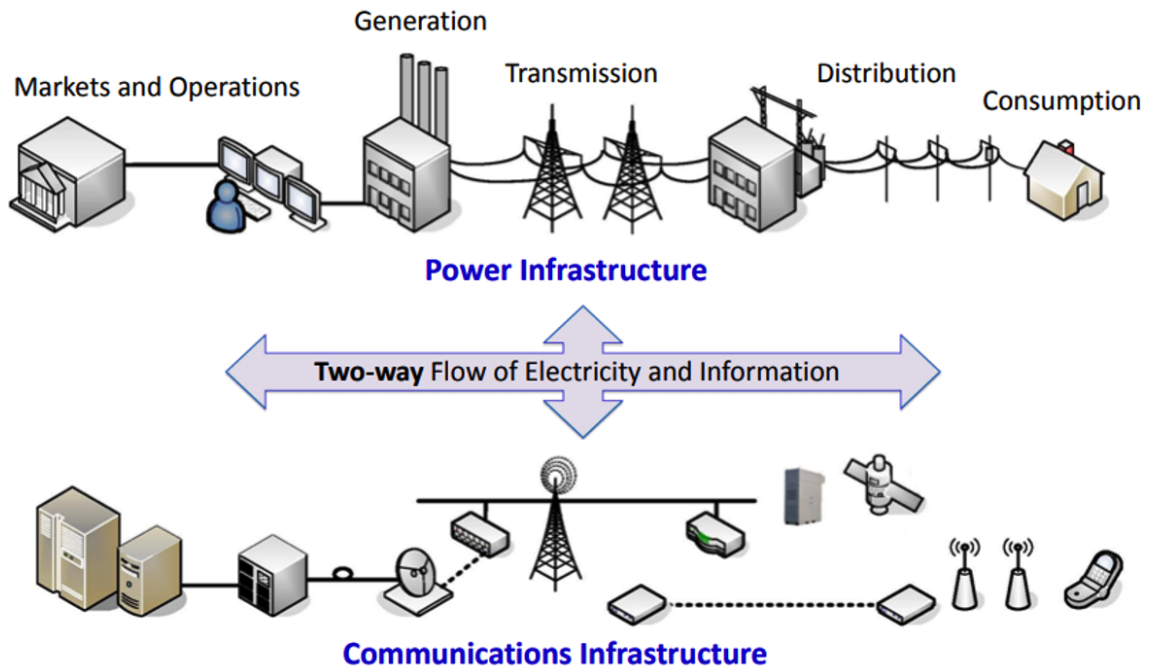 Generation
Markets and Operations
Transmission
Distribution
Consumption
Power Infrastructure
Two-way Flow of Electricity and Information
Communications Infrastructure